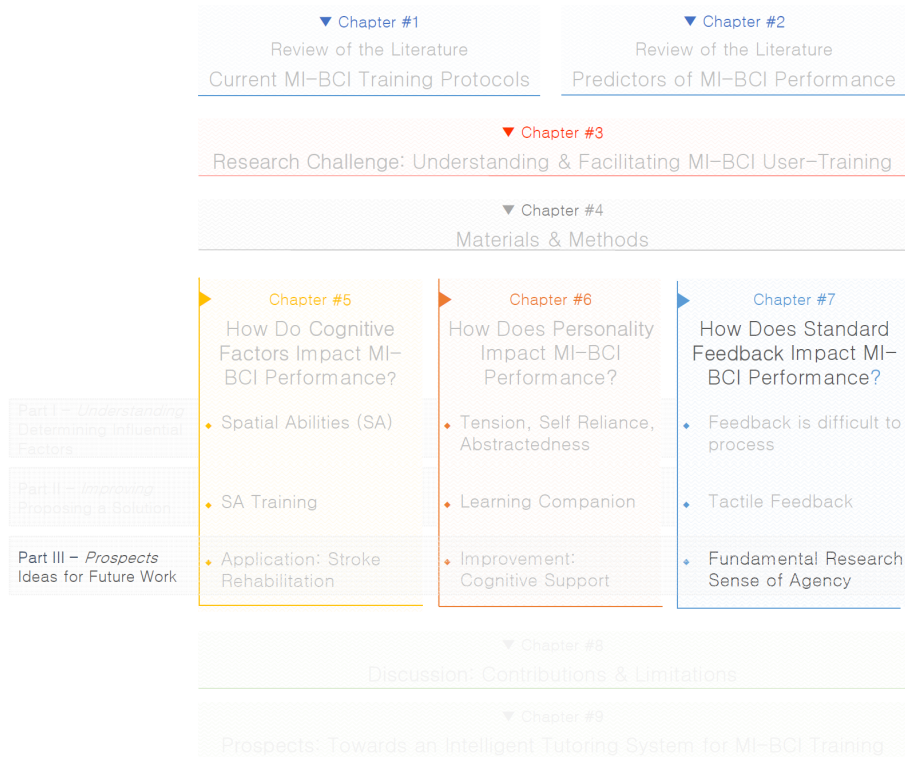 ▼ Chapter #1
Review of the Literature
Current MI-BCI Training Protocols
▼ Chapter #2
Review of the Literature
Predictors of MI-BCI Performance
▼ Chapter #3
Research Challenge: Understanding & Facilitating MI-BCI User-Training
▼ Chapter #4
Materials & Methods
Part I - Understanding
Determining Influential
Factors
Part II - Improving
Proposing a Solution
Part III - Prospects
Ideas for Future Work
Chapter #5
How Do Cognitive
Factors Impact MI-
BCI Performance?
Spatial Abilities (SA)
SA Training
Application: Stroke
Rehabilitation
Chapter #6
How Does Personality
Impact MI-BCI
Performance?
Tension, Self Reliance,
Abstractedness
Learning Companion
Improvement:
Cognitive Support
Chapter #7
How Does Standard
Feedback Impact MI-
BCI Performance?
Feedback is difficult to
process
Tactile Feedback
Fundamental Research
Sense of Agency
▼ Chapter #8
Discussion: Contributions & Limitations
▼ Chapter #9
Prospects: Towards an Intelligent Tutoring System for MI-BCI Training